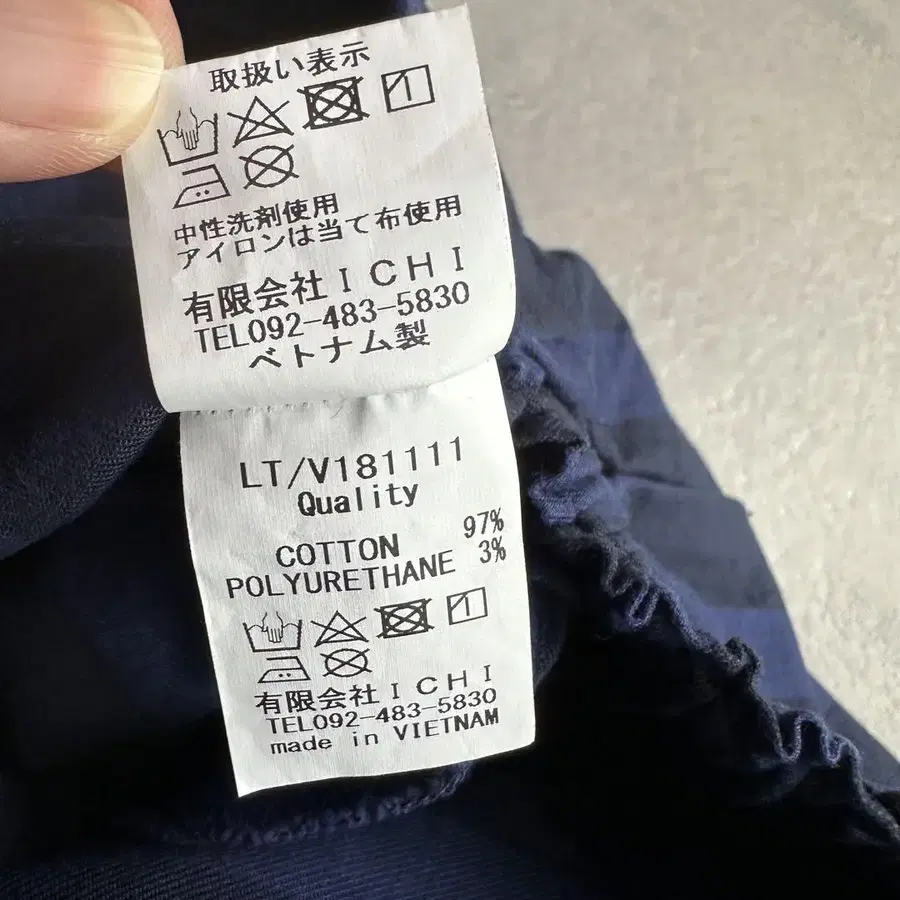 取扱い表示
中性洗剤使用
アイロンは当て布使用
有限会社ICHI
TEL092-483-5830
ベトナム製
LT/V181111
Quality
COTTON 97%
POLYURETHANE 3%
有限会社ICHI
TEL092-483-5830
made in VIETNAM